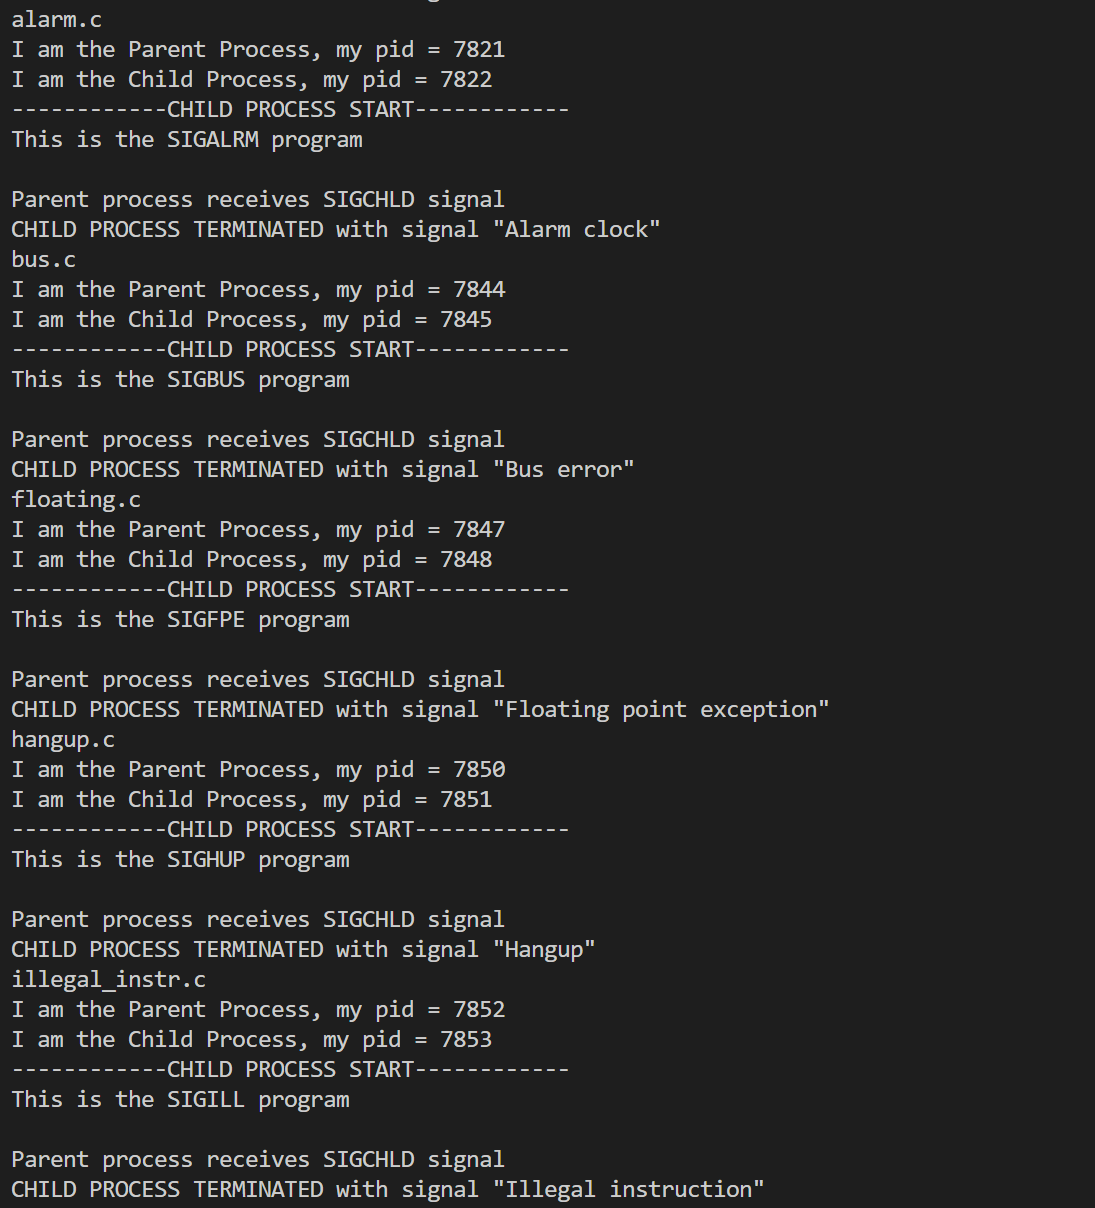 alarm.c
I am the Parent Process, my pid = 7821
I am the Child Process, my pid = 7822
------------CHILD PROCESS START------------
This is the SIGALRM program
Parent process receives SIGCHLD signal
CHILD PROCESS TERMINATED with signal "Alarm clock"
bus.c
I am the Parent Process, my pid = 7844
I am the Child Process, my pid = 7845
------------CHILD PROCESS START------------
This is the SIGBUS program
Parent process receives SIGCHLD signal
CHILD PROCESS TERMINATED with signal "Bus error"
floating.c
I am the Parent Process, my pid = 7847
I am the Child Process, my pid = 7848
------------CHILD PROCESS START------------
This is the SIGFPE program
Parent process receives SIGCHLD signal
CHILD PROCESS TERMINATED with signal "Floating point exception"
hangup.c
I am the Parent Process, my pid = 7850
I am the Child Process, my pid = 7851
------------CHILD PROCESS START------------
This is the SIGHUP program
Parent process receives SIGCHLD signal
CHILD PROCESS TERMINATED with signal "Hangup"
illegal_instr.c
I am the Parent Process, my pid = 7852
I am the Child Process, my pid = 7853
------------CHILD PROCESS START------------
This is the SIGILL program
Parent process receives SIGCHLD signal
CHILD PROCESS TERMINATED with signal "Illegal instruction"